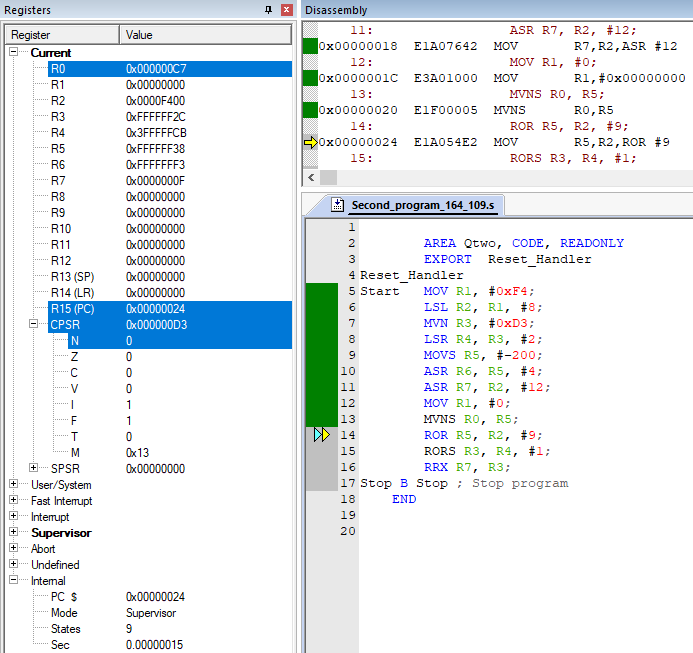 Registers
Register Value
Current
R0 0x000000C7
R1 0x00000000
R2 0x0000F400
R3 0xFFFFFF2C
R4 0x3FFFFFCB
R5 0xFFFFFF38
R6 0xFFFFFFF3
R7 0x0000000F
R8 0x00000000
R9 0x00000000
R10 0x00000000
R11 0x00000000
R12 0x00000000
R13 (SP) 0x00000000
R14 (LR) 0x00000000
R15 (PC) 0x00000024
CPSR 0x000000D3
N 0
Z 0
C 0
V 0
I 1
F 1
T 0
M 0x13
SPSR 0x00000000
User/System
Fast Interrupt
Interrupt
Supervisor
Abort
Undefined
Internal
PC $ 0x00000024
Mode Supervisor
States 9
Sec 0.00000015
Disassembly
11: ASR R7, R2, #12;
0x00000018 E1A07642 MOV R7,R2,ASR #12
12: MOV R1, #0;
0x0000001C E3A01000 MOV R1,#0x00000000
13: MVNS R0, R5;
0x00000020 E1F00005 MVNS R0,R5
14: ROR R5, R2, #9;
0x00000024 E1A054E2 MOV R5,R2,ROR #9
15: RORS R3, R4, #1;
Second_program_164_109.s
1
2 AREA Qtwo, CODE, READONLY
3 EXPORT Reset_Handler
4 Reset_Handler
5 Start MOV R1, #0xF4;
6 LSL R2, R1, #8;
7 MVN R3, #0xD3;
8 LSR R4, R3, #2;
9 MOVS R5, #-200;
10 ASR R6, R5, #4;
11 ASR R7, R2, #12;
12 MOV R1, #0;
13 MVNS R0, R5;
14 ROR R5, R2, #9;
15 RORS R3, R4, #1;
16 RRX R7, R3;
17 Stop B Stop ; Stop program
18 END
19
20